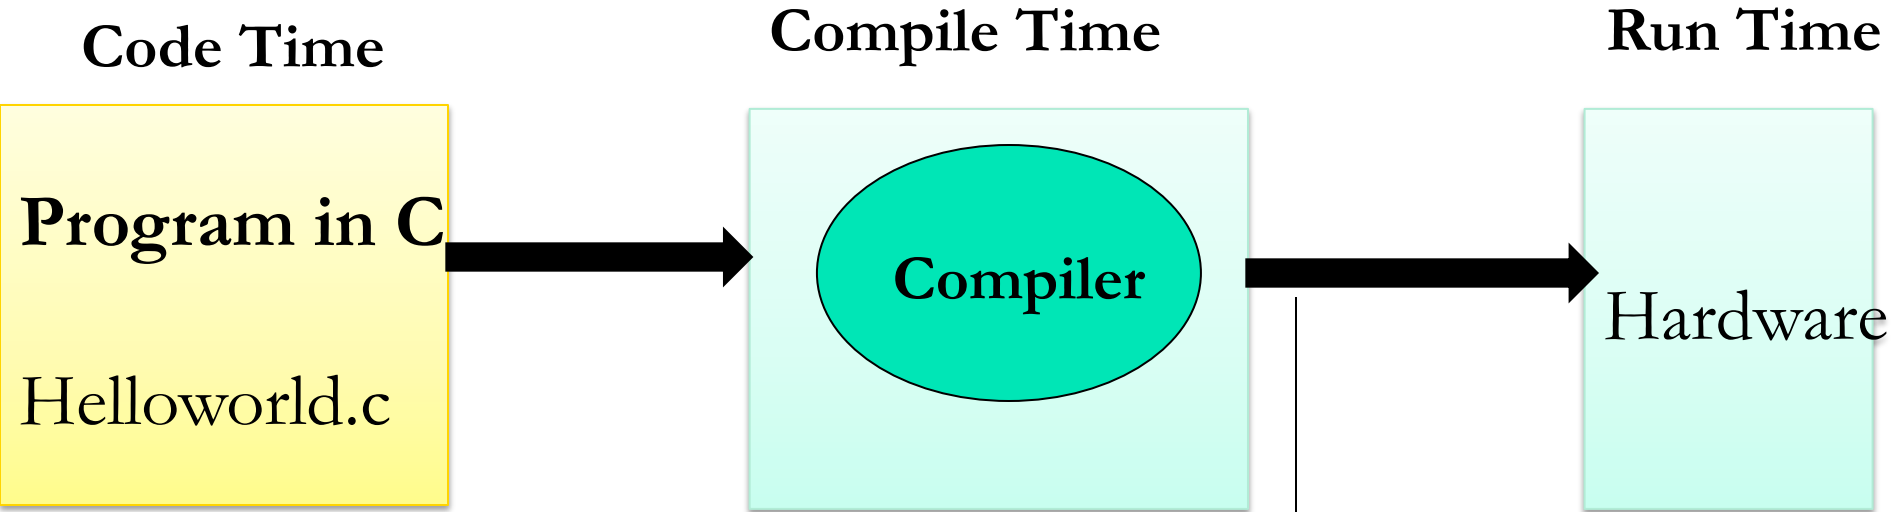 Code Time
Compile Time
Run Time
Program in C
Helloworld.c
Compiler
Hardware